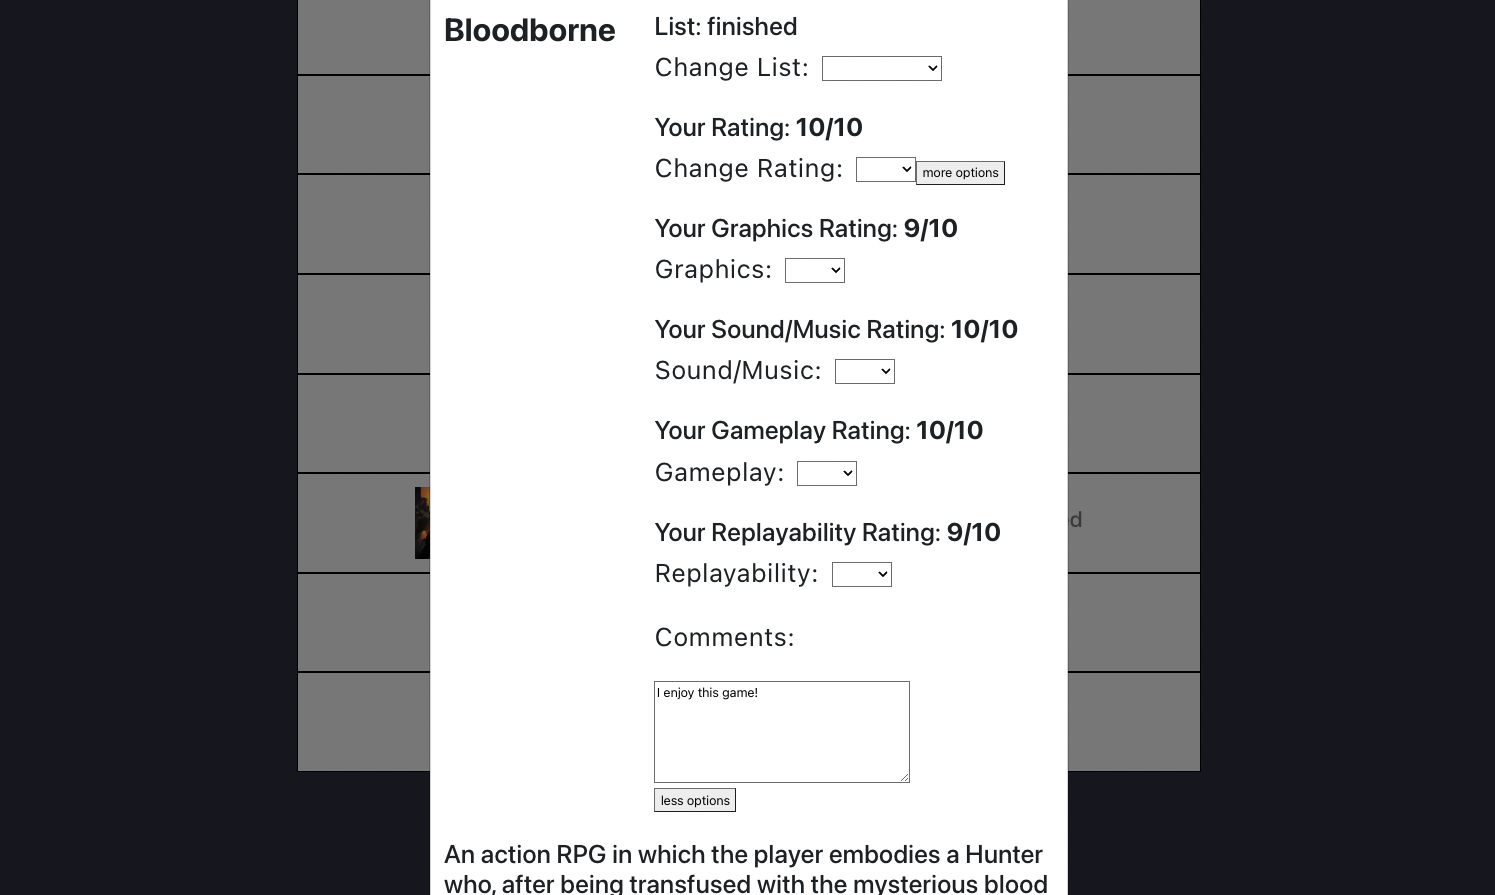 Bloodborne
List: finished
Change List:
Your Rating: 10/10
Change Rating:
more options
Your Graphics Rating: 9/10
Graphics:
Your Sound/Music Rating: 10/10
Sound/Music:
Your Gameplay Rating: 10/10
Gameplay:
Your Replayability Rating: 9/10
Replayability:
ed
Comments:
I enjoy this game!
less options
An action RPG in which the player embodies a Hunter
who, after being transfused with the mysterious blood